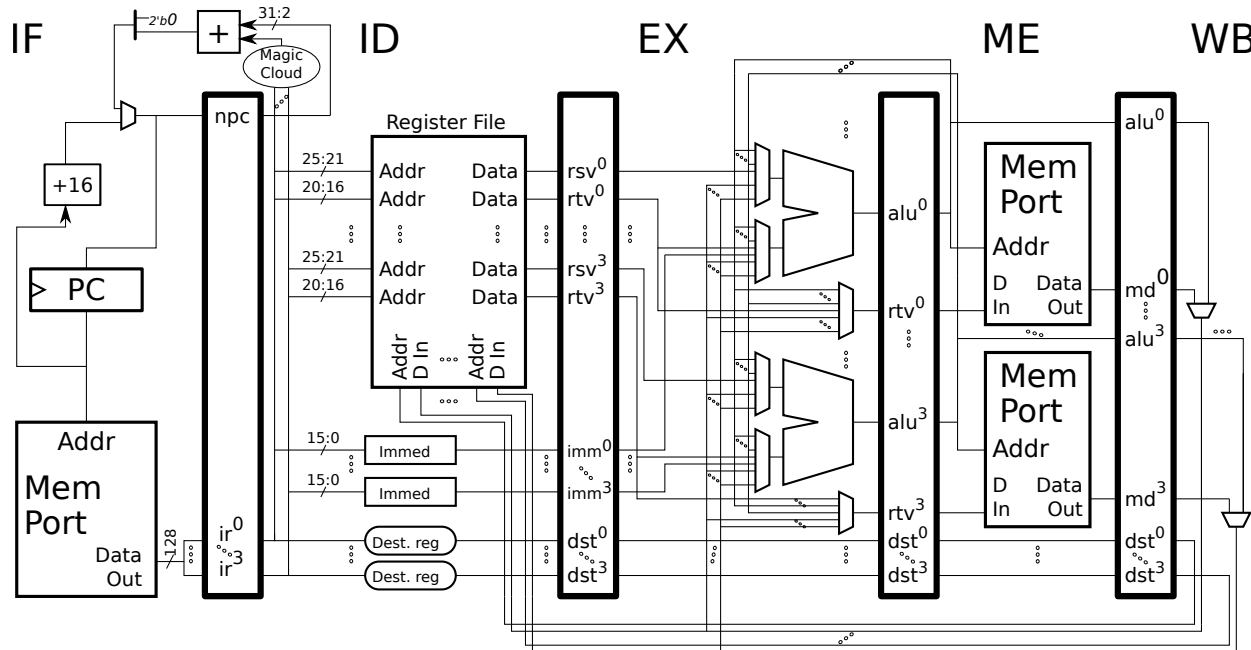 IF
ID
EX
ME
WB
2'b0
+
31:2
Magic
Cloud
npc
+16
PC
Addr
Mem
Port
Data
Out
128
ir0
ir3
Register File
25:21
Addr
Data
20:16
Addr
Data
25:21
Addr
Data
20:16
Addr
Data
Addr
D In
Addr
D In
15:0
Immed
15:0
Immed
Dest. reg
Dest. reg
rsv0
rtv0
rsv3
rtv3
imm0
imm3
dst0
dst3
alu0
rtv0
alu3
rtv3
dst0
dst3
Mem
Port
Addr
D
In
Data
Out
Mem
Port
Addr
D
In
Data
Out
alu0
md0
alu3
md3
dst0
dst3